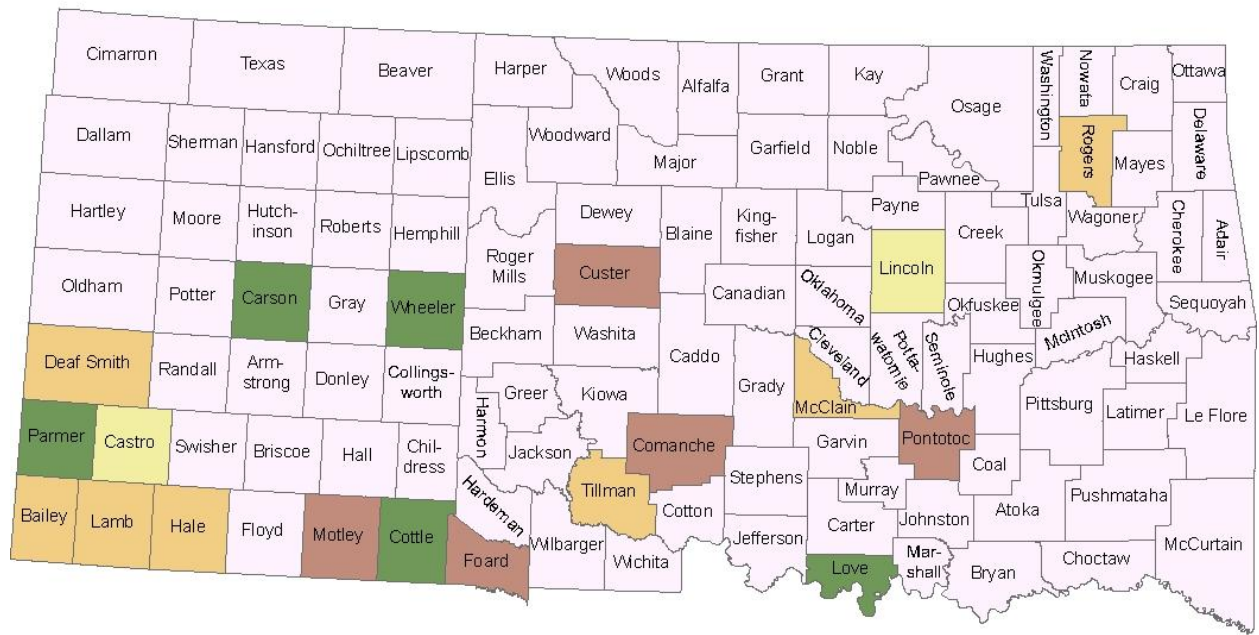 Cimarron
Texas
Beaver
Harper
Woods
Alfalfa
Grant
Kay
Osage
Washington
Nowata
Craig
Ottawa
Dallam
Sherman
Hansford
Ochiltree
Lipscomb
Ellis
Woodward
Major
Garfield
Noble
Pawnee
Rogers
Mayes
Delaware
Hartley
Moore
Hutch-
inson
Roberts
Hemphill
Roger
Mills
Dewey
Blaine
King-
fisher
Logan
Payne
Creek
Tulsa
Wagoner
Cherokee
Adair
Oldham
Potter
Carson
Gray
Wheeler
Custer
Canadian
Oklahoma
Lincoln
Okfuskee
Okmulgee
Muskogee
Sequoyah
Deaf Smith
Randall
Arm-
strong
Donley
Collings-
worth
Beckham
Washita
Caddo
Grady
Cleveland
McClain
Potta-
watomie
Seminole
Hughes
McIntosh
Haskell
Parmer
Castro
Swisher
Briscoe
Hall
Chil-
dress
Harmon
Greer
Kiowa
Jackson
Comanche
Stephens
Garvin
Pontotoc
Coal
Pittsburg
Latimer
Le Flore
Bailey
Lamb
Hale
Floyd
Motley
Cottle
Hardeman
Foard
Wilbarger
Tillman
Cotton
Wichita
Jefferson
Murray
Carter
Johnston
Atoka
Pushmataha
Love
Mar-
shall
Bryan
Choctaw
McCurtain